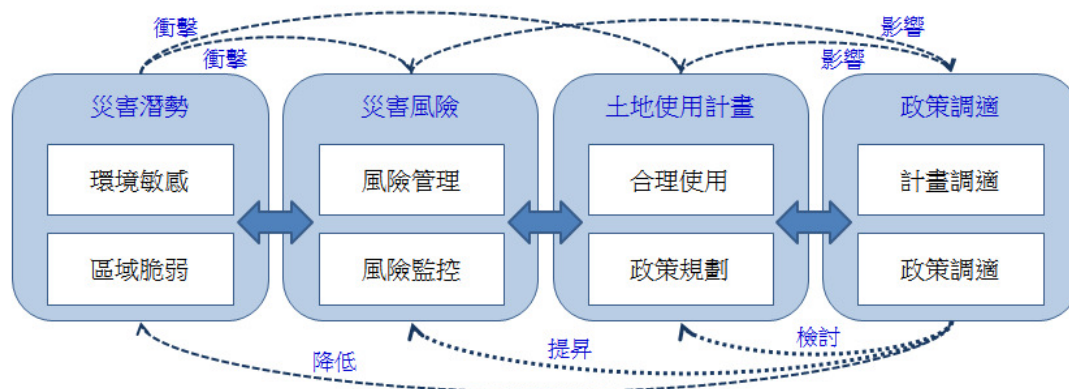 衝擊
影響
衝擊
影響
災害潛勢
災害風險
土地使用計畫
政策調適
環境敏感
風險管理
合理使用
計畫調適
區域脆弱
風險監控
政策規劃
政策調適
降低
提昇
檢討